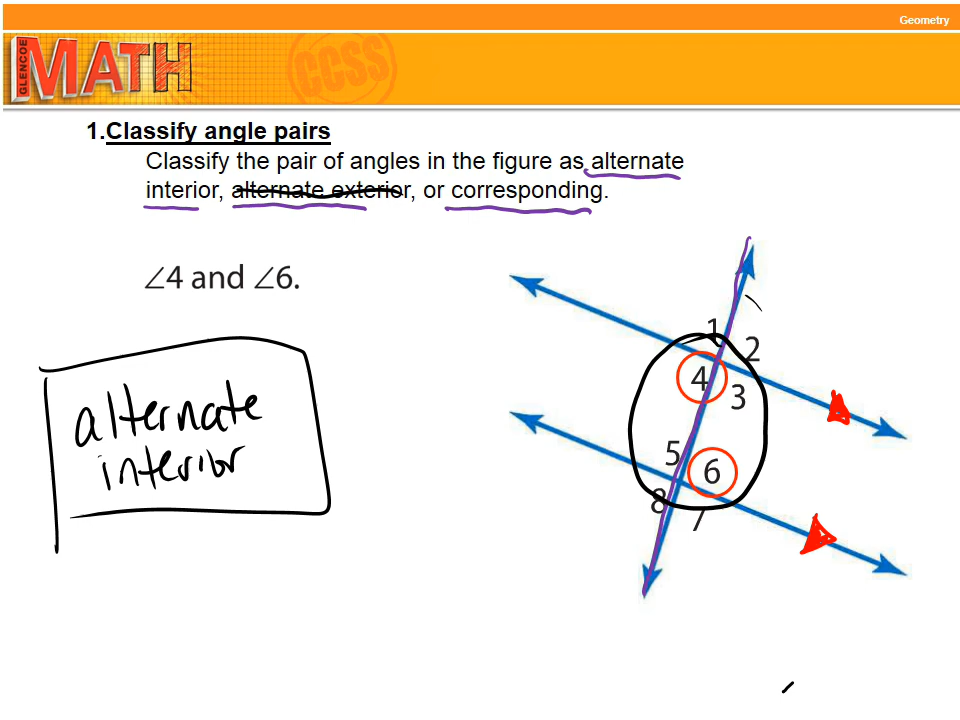 Geometry
GLENCOE
MATH
CCSS
1.Classify angle pairs
Classify the pair of angles in the figure as alternate
interior, alternate exterior, or corresponding.
∠4 and ∠6.
1
2
4
3
alternate
interior
5
6
8
7